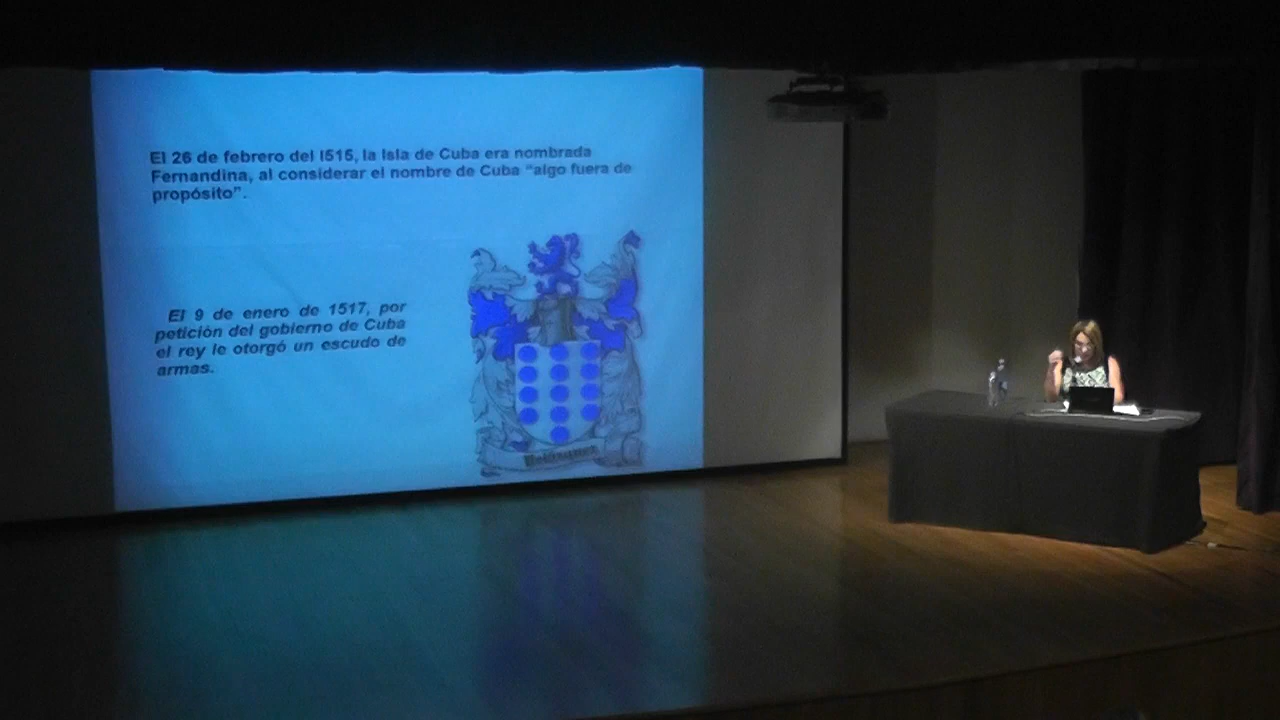 El 26 de febrero del I515, la Isla de Cuba era nombrada
Fernandina, al considerar el nombre de Cuba “algo fuera de
propósito”.
El 9 de enero de 1517, por
petición del gobierno de Cuba
el rey le otorgó un escudo de
armas.